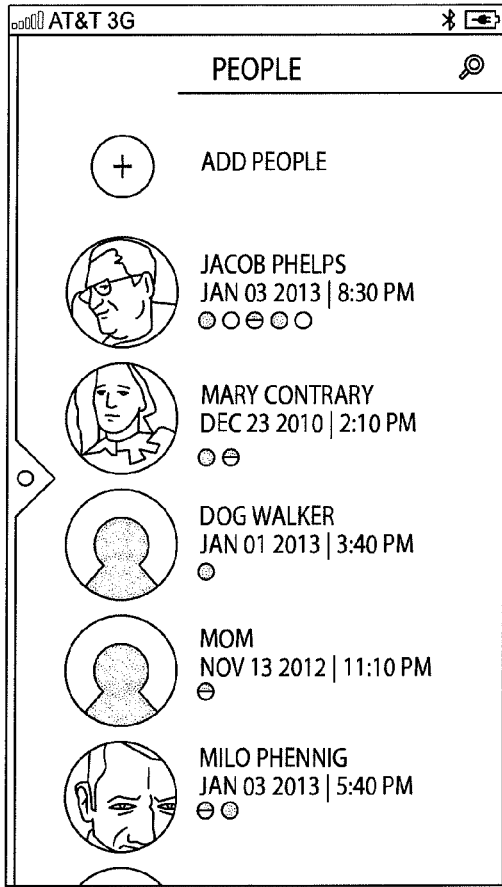 AT&T 3G
PEOPLE
ADD PEOPLE
JACOB PHELPS
JAN 03 2013 | 8:30 PM
MARY CONTRARY
DEC 23 2010 | 2:10 PM
DOG WALKER
JAN 01 2013 | 3:40 PM
MOM
NOV 13 2012 | 11:10 PM
MILO PHENNIG
JAN 03 2013 | 5:40 PM